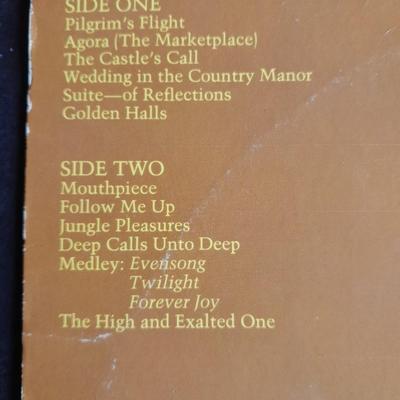 SIDE ONE
Pilgrim's Flight
Agora (The Marketplace)
The Castle's Call
Wedding in the Country Manor
Suite—of Reflections
Golden Halls
SIDE TWO
Mouthpiece
Follow Me Up
Jungle Pleasures
Deep Calls Unto Deep
Medley: Evensong
Twilight
Forever Joy
The High and Exalted One